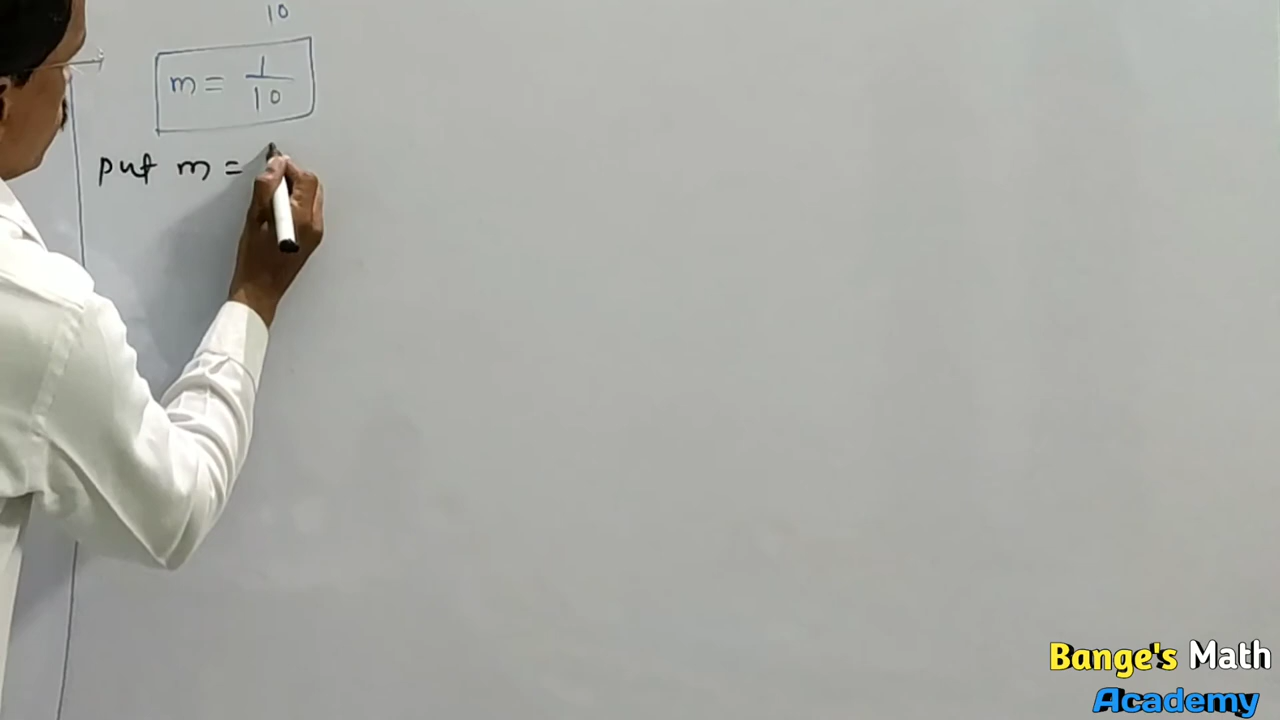 10
m = 1/10
put m =
Bange's Math
Academy